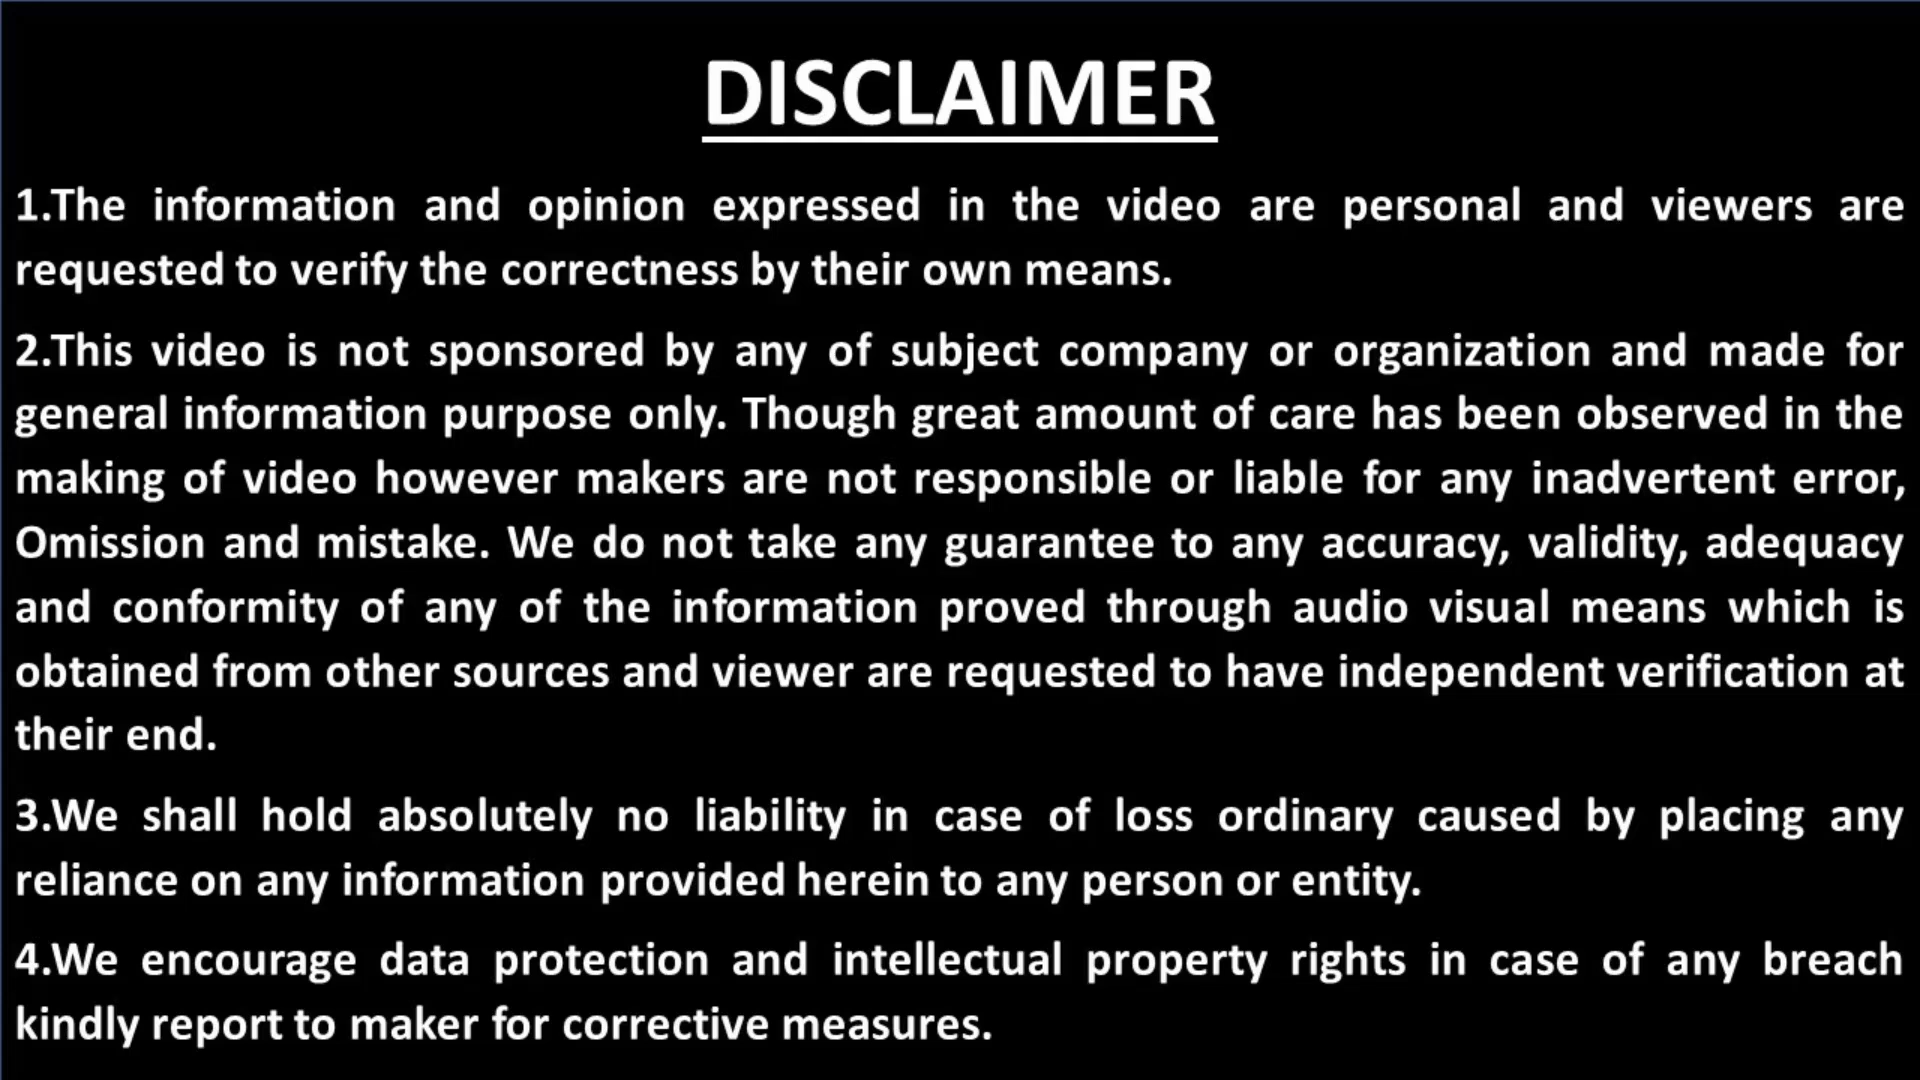 DISCLAIMER
1.The information and opinion expressed in the video are personal and viewers are
requested to verify the correctness by their own means.
2.This video is not sponsored by any of subject company or organization and made for
general information purpose only. Though great amount of care has been observed in the
making of video however makers are not responsible or liable for any inadvertent error,
Omission and mistake. We do not take any guarantee to any accuracy, validity, adequacy
and conformity of any of the information proved through audio visual means which is
obtained from other sources and viewer are requested to have independent verification at
their end.
3.We shall hold absolutely no liability in case of loss ordinary caused by placing any
reliance on any information provided herein to any person or entity.
4.We encourage data protection and intellectual property rights in case of any breach
kindly report to maker for corrective measures.